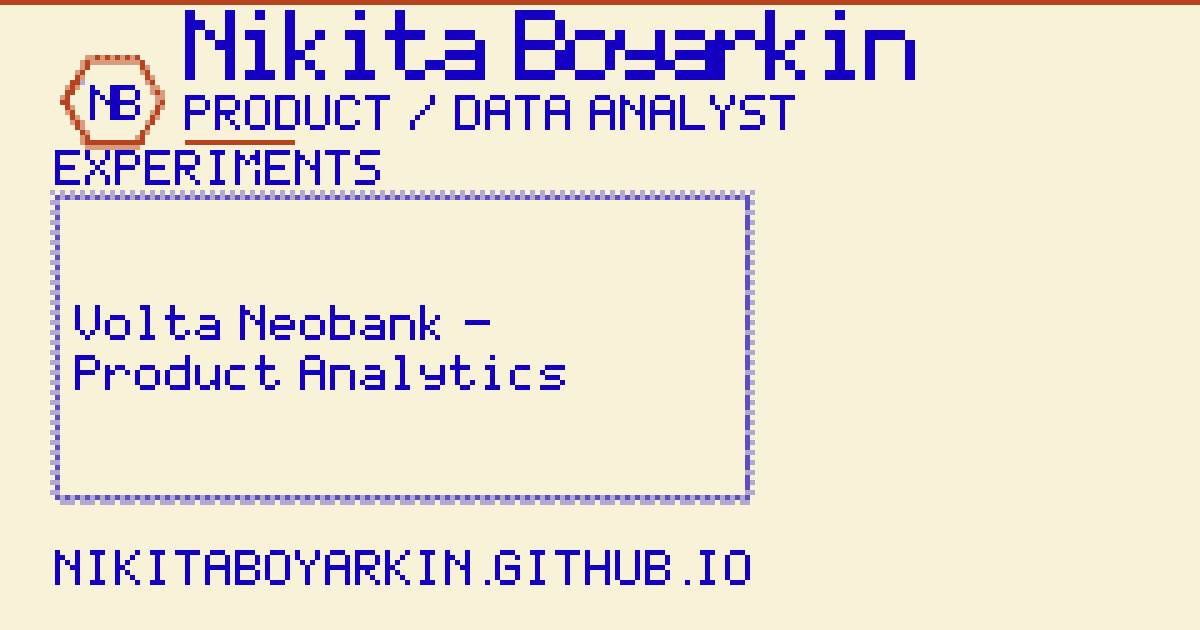 Nikita Boyarkin
NB
PRODUCT / DATA ANALYST
EXPERIMENTS
Volta Neobank –
Product Analytics
NIKITABOYARKIN.GITHUB.IO